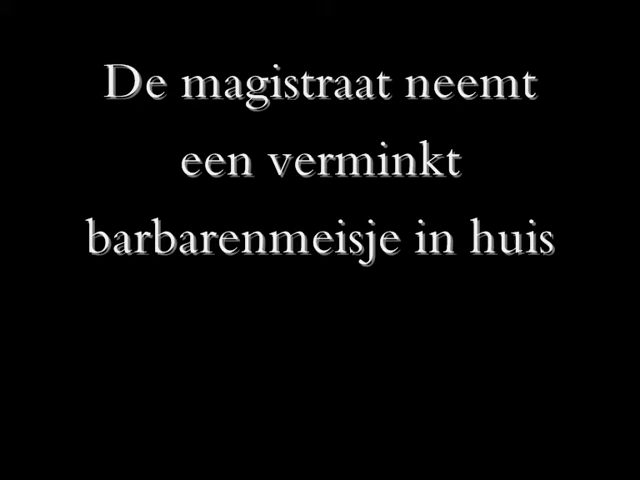 De magistraat neemt
een verminkt
barbarenmeisje in huis